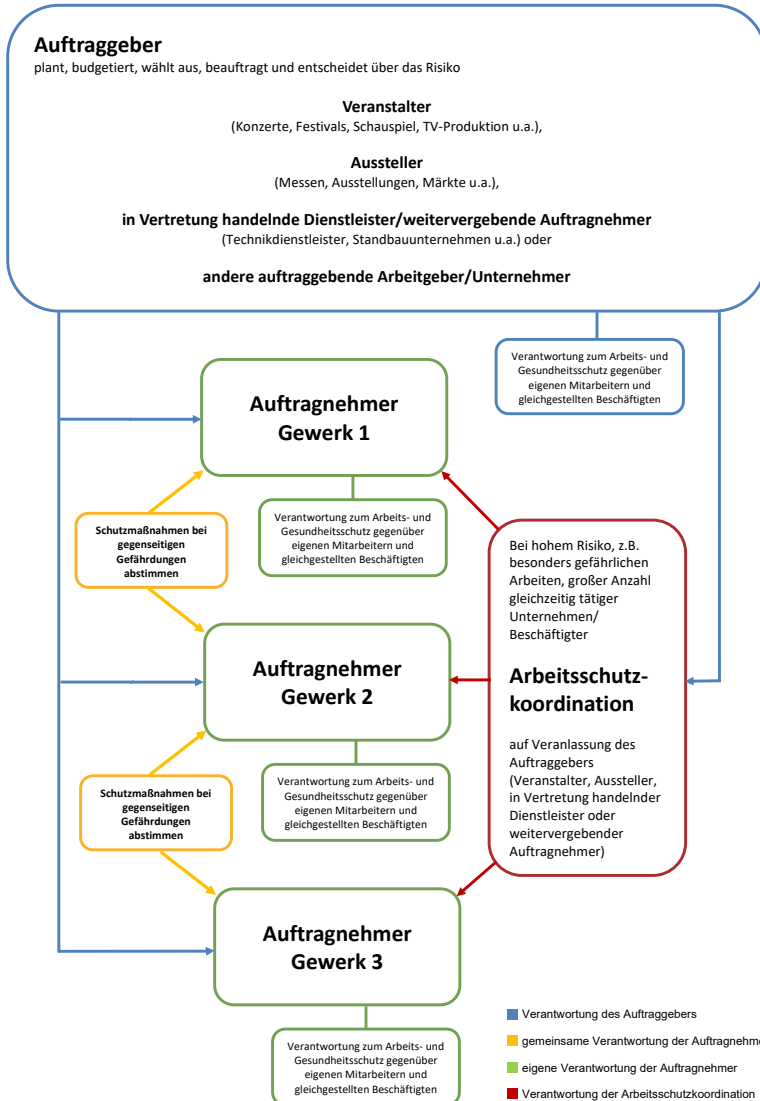 Auftraggeber
plant, budgetiert, wählt aus, beauftragt und entscheidet über das Risiko
Veranstalter
(Konzerte, Festivals, Schauspiel, TV-Produktion u.a.),
Aussteller
(Messen, Ausstellungen, Märkte u.a.),
in Vertretung handelnde Dienstleister/weitervergebende Auftragnehmer
(Technikdienstleister, Standbauunternehmen u.a.) oder
andere auftraggebende Arbeitgeber/Unternehmer
Verantwortung zum Arbeits- und
Gesundheitsschutz gegenüber
eigenen Mitarbeitern und
gleichgestellten Beschäftigten
Auftragnehmer
Gewerk 1
Verantwortung zum Arbeits- und
Gesundheitsschutz gegenüber
eigenen Mitarbeitern und
gleichgestellten Beschäftigten
Schutzmaßnahmen bei
gegenseitigen
Gefährdungen
abstimmen
Bei hohem Risiko, z.B.
besonders gefährlichen
Arbeiten, großer Anzahl
gleichzeitig tätiger
Unternehmen/
Beschäftigter
Arbeitsschutz-
koordination
auf Veranlassung des
Auftraggebers
(Veranstalter, Aussteller,
in Vertretung handelnder
Dienstleister oder
weitervergebender
Auftragnehmer)
Auftragnehmer
Gewerk 2
Verantwortung zum Arbeits- und
Gesundheitsschutz gegenüber
eigenen Mitarbeitern und
gleichgestellten Beschäftigten
Schutzmaßnahmen bei
gegenseitigen
Gefährdungen
abstimmen
Auftragnehmer
Gewerk 3
Verantwortung zum Arbeits- und
Gesundheitsschutz gegenüber
eigenen Mitarbeitern und
gleichgestellten Beschäftigten
Verantwortung des Auftraggebers
gemeinsame Verantwortung der Auftragnehme
eigene Verantwortung der Auftragnehmer
Verantwortung der Arbeitsschutzkoordination